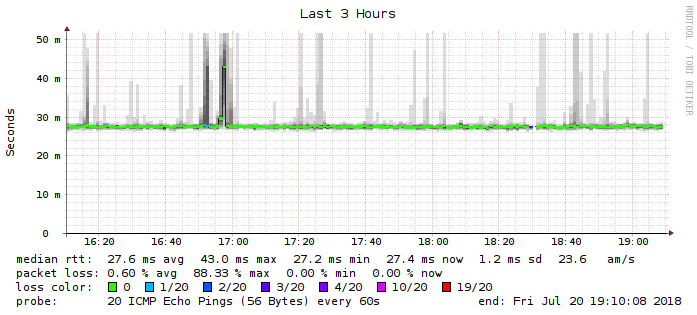 Last 3 Hours
RRDTOOL / TOBI OETIKER
Seconds
50 m
40 m
30 m
20 m
10 m
0
16:20 16:40 17:00 17:20 17:40 18:00 18:20 18:40 19:00
median rtt: 27.6 ms avg 43.0 ms max 27.2 ms min 27.4 ms now 1.2 ms sd 23.6 am/s
packet loss: 0.60 % avg 88.33 % max 0.00 % min 0.00 % now
loss color: 0 1/20 2/20 3/20 4/20 10/20 19/20
probe: 20 ICMP Echo Pings (56 Bytes) every 60s end: Fri Jul 20 19:10:08 2018